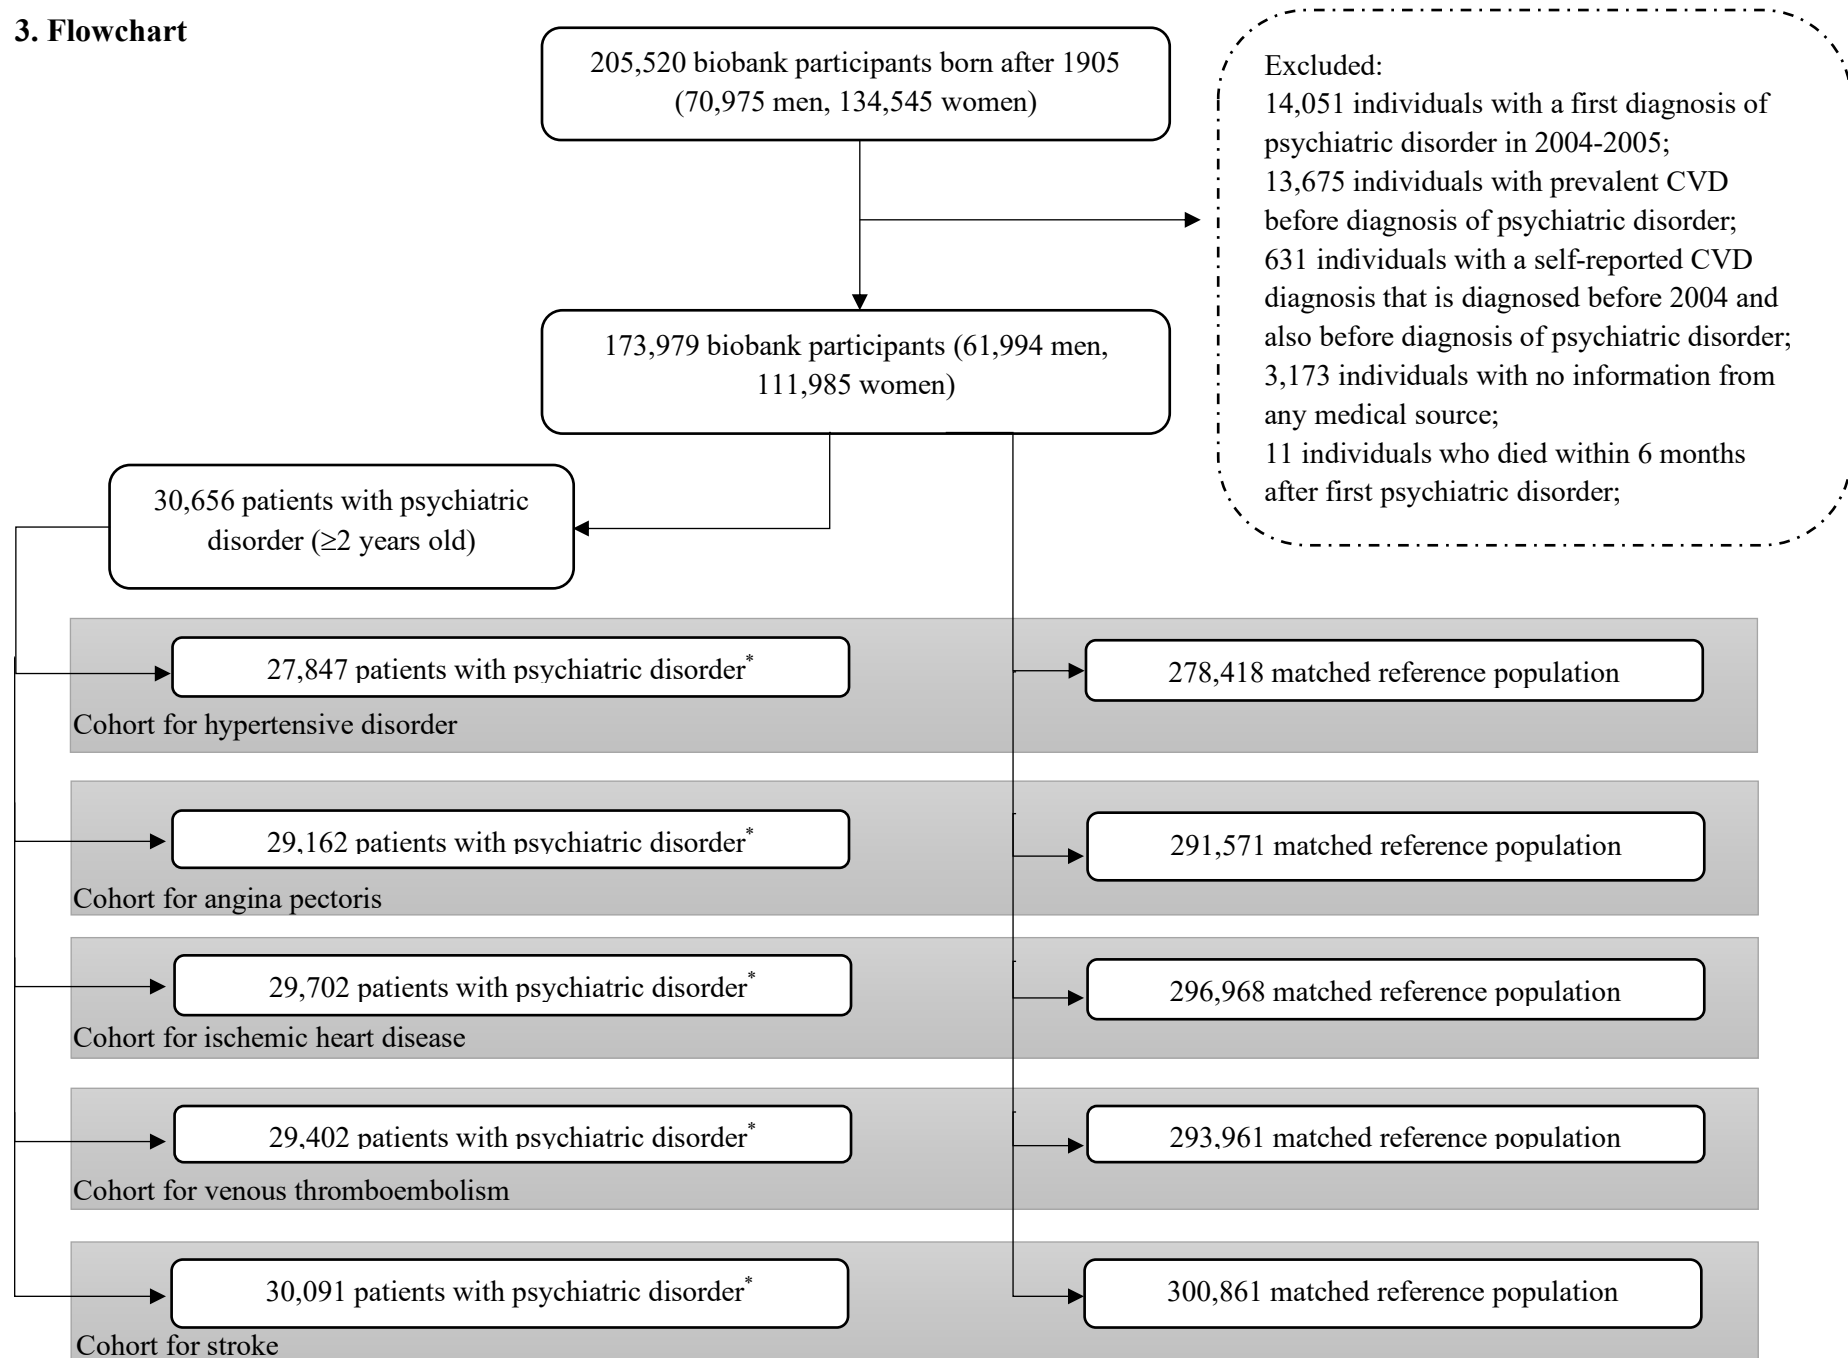 3. Flowchart
205,520 biobank participants born after 1905
(70,975 men, 134,545 women)
Excluded:
14,051 individuals with a first diagnosis of
psychiatric disorder in 2004-2005;
13,675 individuals with prevalent CVD
before diagnosis of psychiatric disorder;
631 individuals with a self-reported CVD
diagnosis that is diagnosed before 2004 and
also before diagnosis of psychiatric disorder;
3,173 individuals with no information from
any medical source;
11 individuals who died within 6 months
after first psychiatric disorder;
173,979 biobank participants (61,994 men,
111,985 women)
30,656 patients with psychiatric
disorder (≥2 years old)
27,847 patients with psychiatric disorder*
278,418 matched reference population
Cohort for hypertensive disorder
29,162 patients with psychiatric disorder*
291,571 matched reference population
Cohort for angina pectoris
29,702 patients with psychiatric disorder*
296,968 matched reference population
Cohort for ischemic heart disease
29,402 patients with psychiatric disorder*
293,961 matched reference population
Cohort for venous thromboembolism
30,091 patients with psychiatric disorder*
300,861 matched reference population
Cohort for stroke